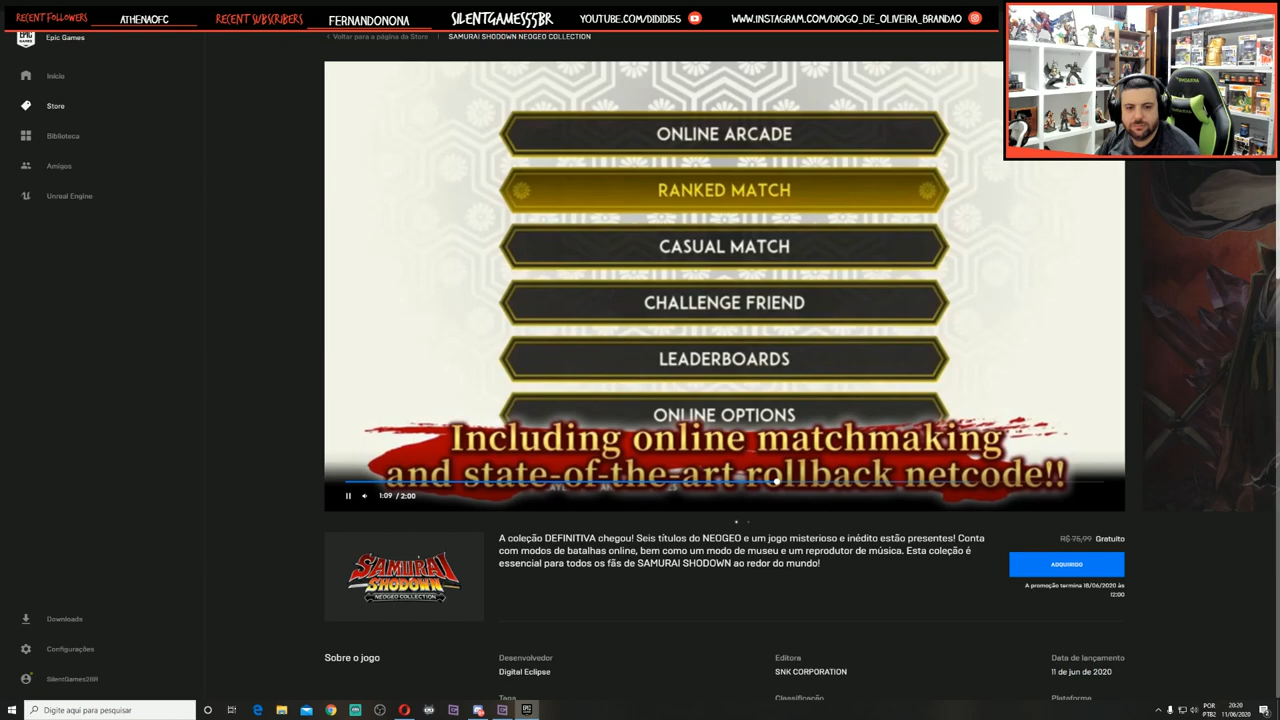 RECENT FOLLOWERS ATHENAOFC RECENT SUBSCRIBERS FERNANDONONA SILENTGAMES55BR YOUTUBE.COM/DIDIDI55 WWW.INSTAGRAM.COM/DIOGO_DE_OLIVEIRA_BRANDAO
EPIC GAMES Epic Games
< Voltar para a página da Store | SAMURAI SHODOWN NEOGEO COLLECTION
Início
Store
Biblioteca
Amigos
Unreal Engine
ONLINE ARCADE
RANKED MATCH
CASUAL MATCH
CHALLENGE FRIEND
LEADERBOARDS
ONLINE OPTIONS
Including online matchmaking
and state-of-the-art rollback netcode!!
1:09 / 2:00
SAMURAI
SHODOWN
NEOGEO COLLECTION
A coleção DEFINITIVA chegou! Seis títulos do NEOGEO e um jogo misterioso e inédito estão presentes! Conta
com modos de batalhas online, bem como um modo de museu e um reprodutor de música. Esta coleção é
essencial para todos os fãs de SAMURAI SHODOWN ao redor do mundo!
R$ 75,99 Gratuito
ADQUIRIDO
A promoção termina 18/06/2020 às
12:00
Downloads
Configurações
SilentGames2BR
Sobre o jogo
Desenvolvedor
Digital Eclipse
Editora
SNK CORPORATION
Data de lançamento
11 de jun de 2020
Tags
Classificação
Plataforma
Digite aqui para pesquisar
POR
PTB2
20:20
11/06/2020